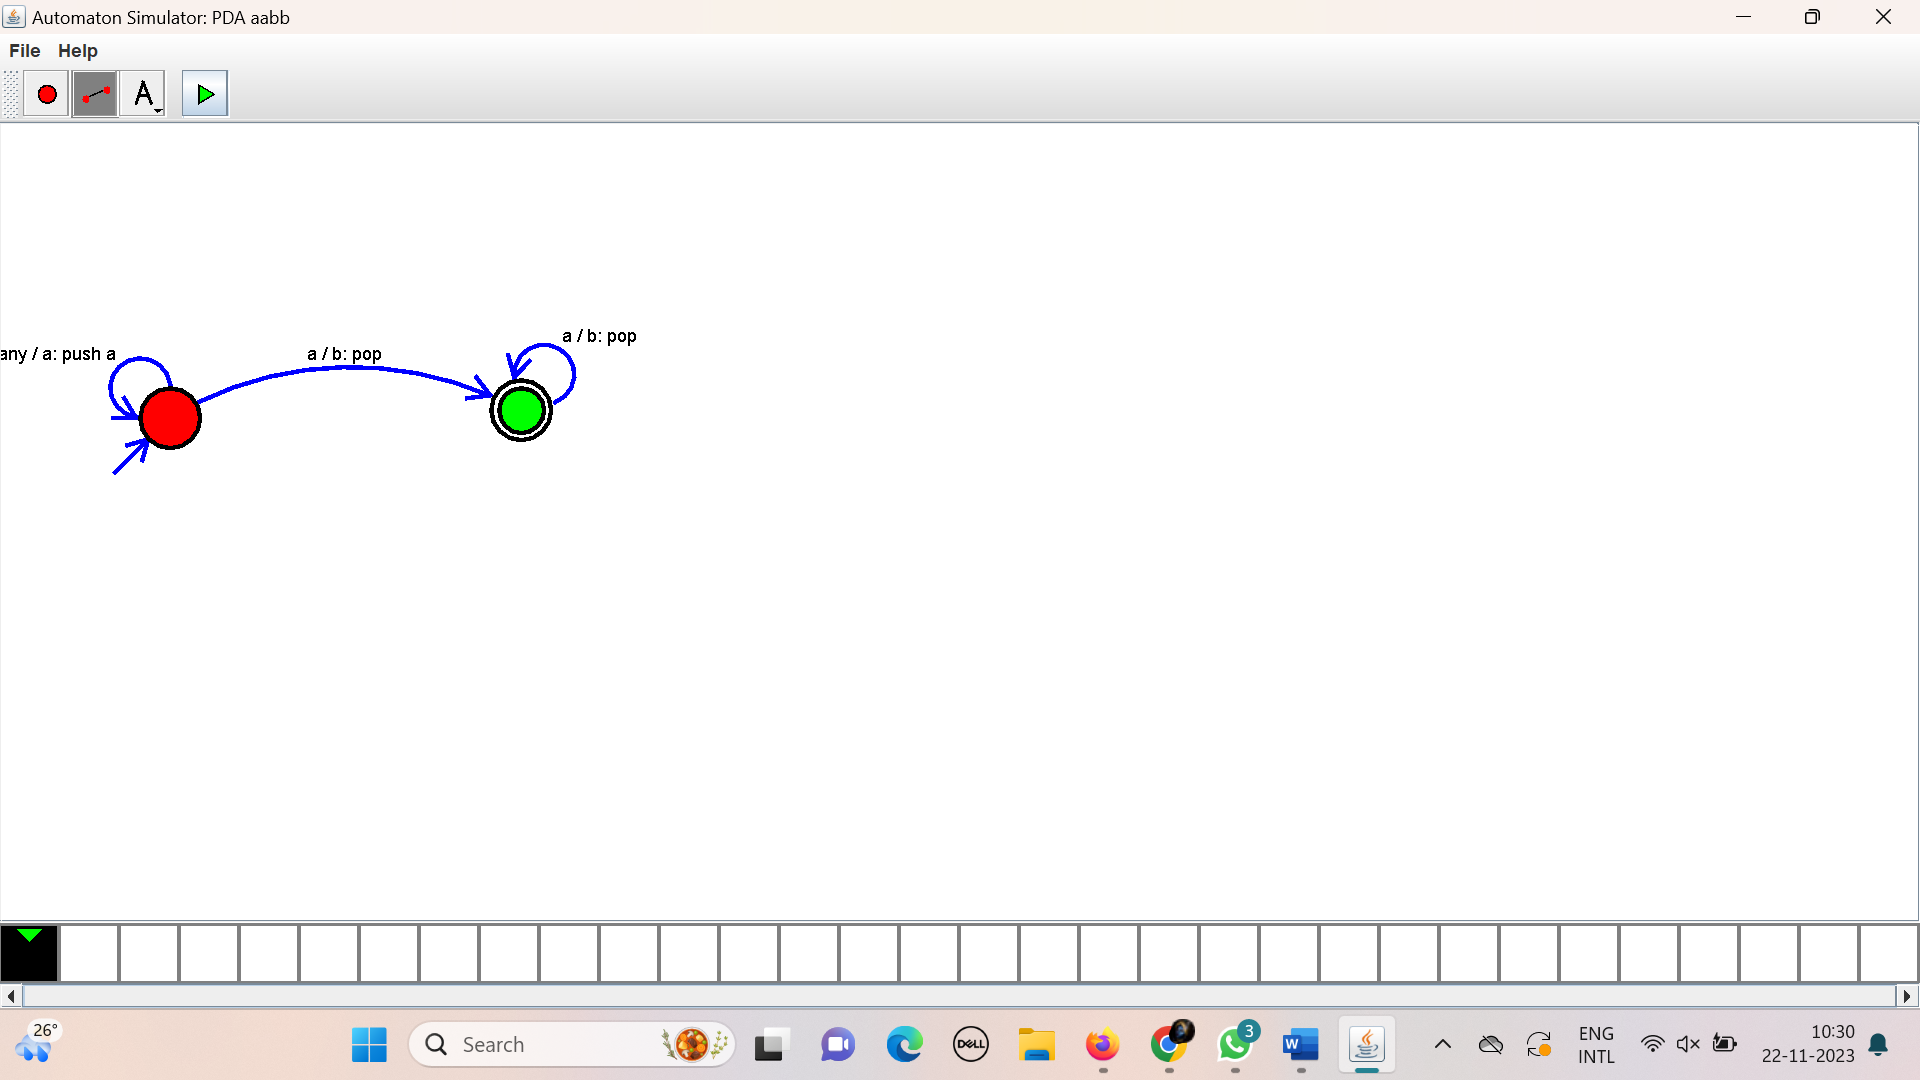 Automaton Simulator: PDA aabb
File Help
A
a / b: pop
any / a: push a
a / b: pop
26°
Search
DELL
3
W
ENG
INTL
10:30
22-11-2023